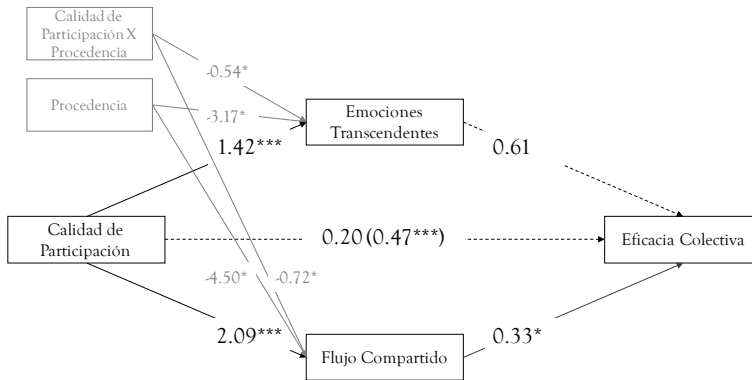 Calidad de
Participación X
Procedencia
-0.54*
Procedencia
-3.17*
Emociones
Transcendentes
1.42***
0.61
Calidad de
Participación
0.20 (0.47***)
Eficacia Colectiva
-4.50*
-0.72*
2.09***
Flujo Compartido
0.33*